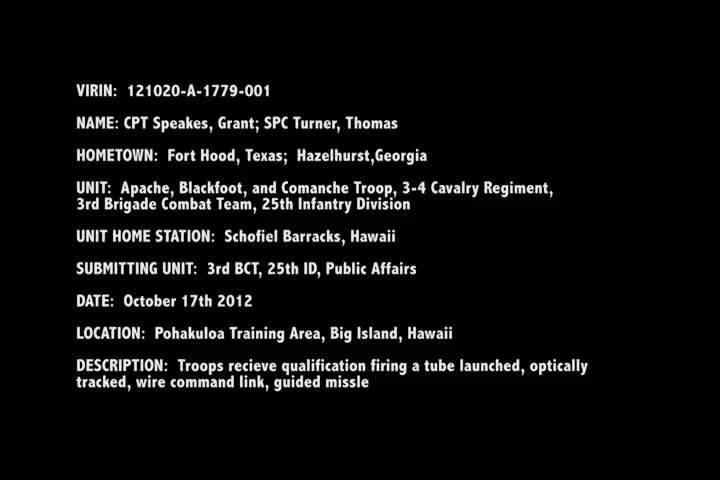 VIRIN:  121020-A-1779-001
NAME: CPT Speakes, Grant; SPC Turner, Thomas
HOMETOWN:  Fort Hood, Texas;  Hazelhurst,Georgia
UNIT:  Apache, Blackfoot, and Comanche Troop, 3-4 Cavalry Regiment,
3rd Brigade Combat Team, 25th Infantry Division
UNIT HOME STATION:  Schofiel Barracks, Hawaii
SUBMITTING UNIT:  3rd BCT, 25th ID, Public Affairs
DATE:  October 17th 2012
LOCATION:  Pohakuloa Training Area, Big Island, Hawaii
DESCRIPTION:  Troops recieve qualification firing a tube launched, optically
tracked, wire command link, guided missle